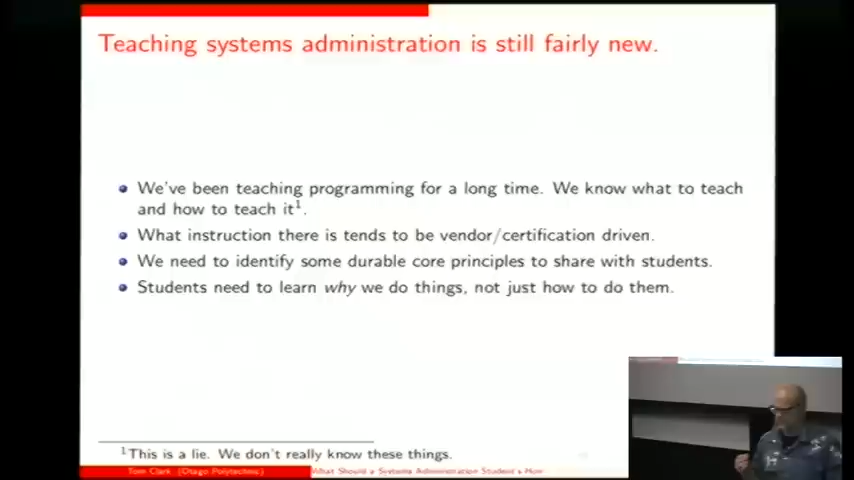 Teaching systems administration is still fairly new.
We've been teaching programming for a long time. We know what to teach
and how to teach it¹.
What instruction there is tends to be vendor/certification driven.
We need to identify some durable core principles to share with students.
Students need to learn why we do things, not just how to do them.
¹This is a lie. We don't really know these things.
Tom Clark (Otago Polytechnic)
What Should a Systems Administration Student's How